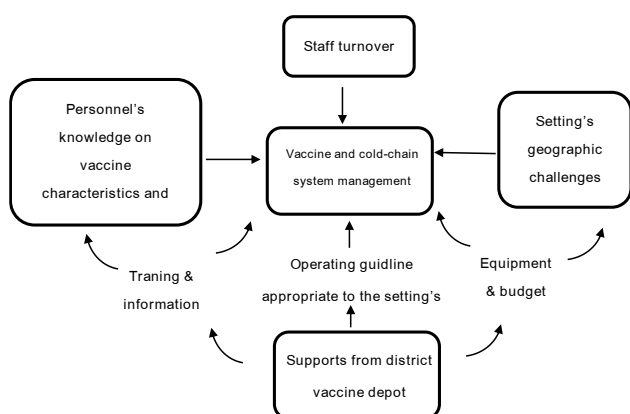 Staff turnover
Personnel's
knowledge on
vaccine
characteristics and
Vaccine and cold-chain
system management
Setting's
geographic
challenges
Traning &
information
Operating guidline
appropriate to the setting's
Equipment
& budget
Supports from district
vaccine depot